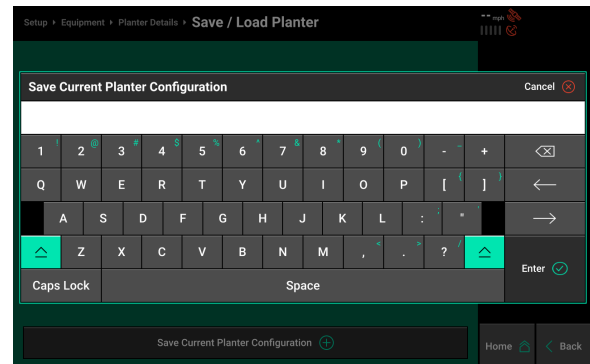 Setup › Equipment › Planter Details › Save / Load Planter
-- mph
Save Current Planter Configuration Cancel
1 ! 2 @ 3 # 4 $ 5 % 6 * 7 & 8 * 9 ( 0 ) - _ +
Q W E R T Y U I O P [ { ] }
A S D F G H J K L : ; " '
Z X C V B N M , < . > ? /
Enter
Caps Lock Space
Save Current Planter Configuration
Home Back